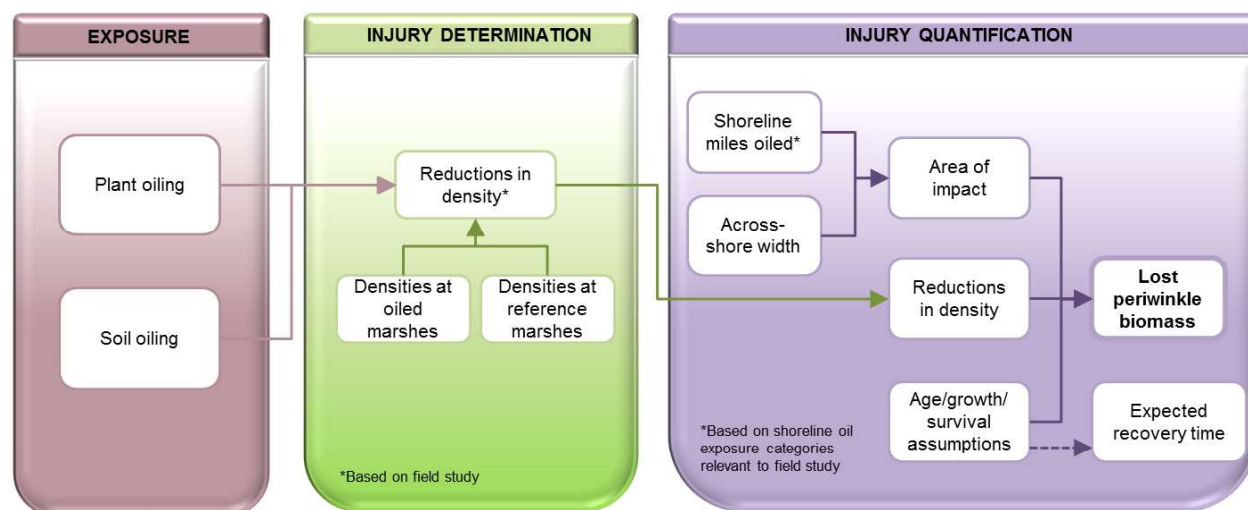 EXPOSURE
Plant oiling
Soil oiling
INJURY DETERMINATION
Reductions in
density*
Densities at
oiled
marshes
Densities at
reference
marshes
*Based on field study
INJURY QUANTIFICATION
Shoreline
miles oiled*
Across-
shore width
Area of
impact
Reductions
in density
Age/growth/
survival
assumptions
Lost
periwinkle
biomass
Expected
recovery time
*Based on shoreline oil
exposure categories
relevant to field study